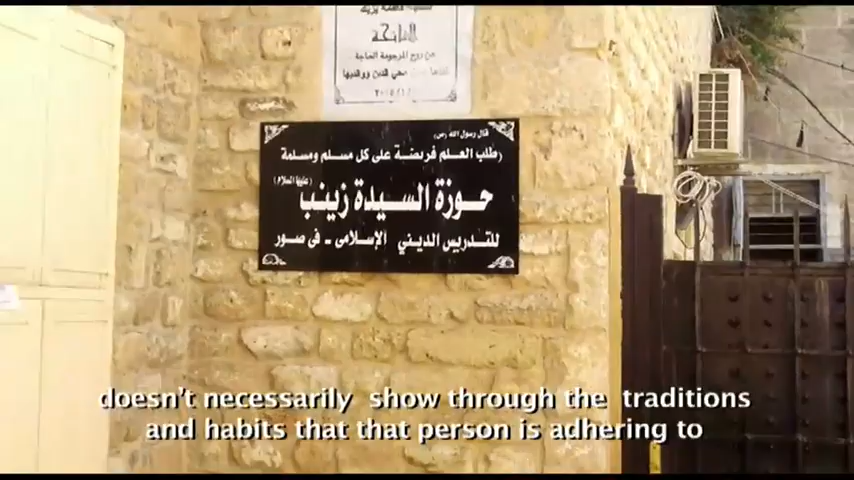 الفاتحة
قال رسول الله (ص)
(طلب العلم فريضة على كل مسلم ومسلمة
(عليها السلام)
حوزة السيدة زينب
للتدريس الديني الإسلامي - في صور
doesn't necessarily show through the traditions
and habits that that person is adhering to